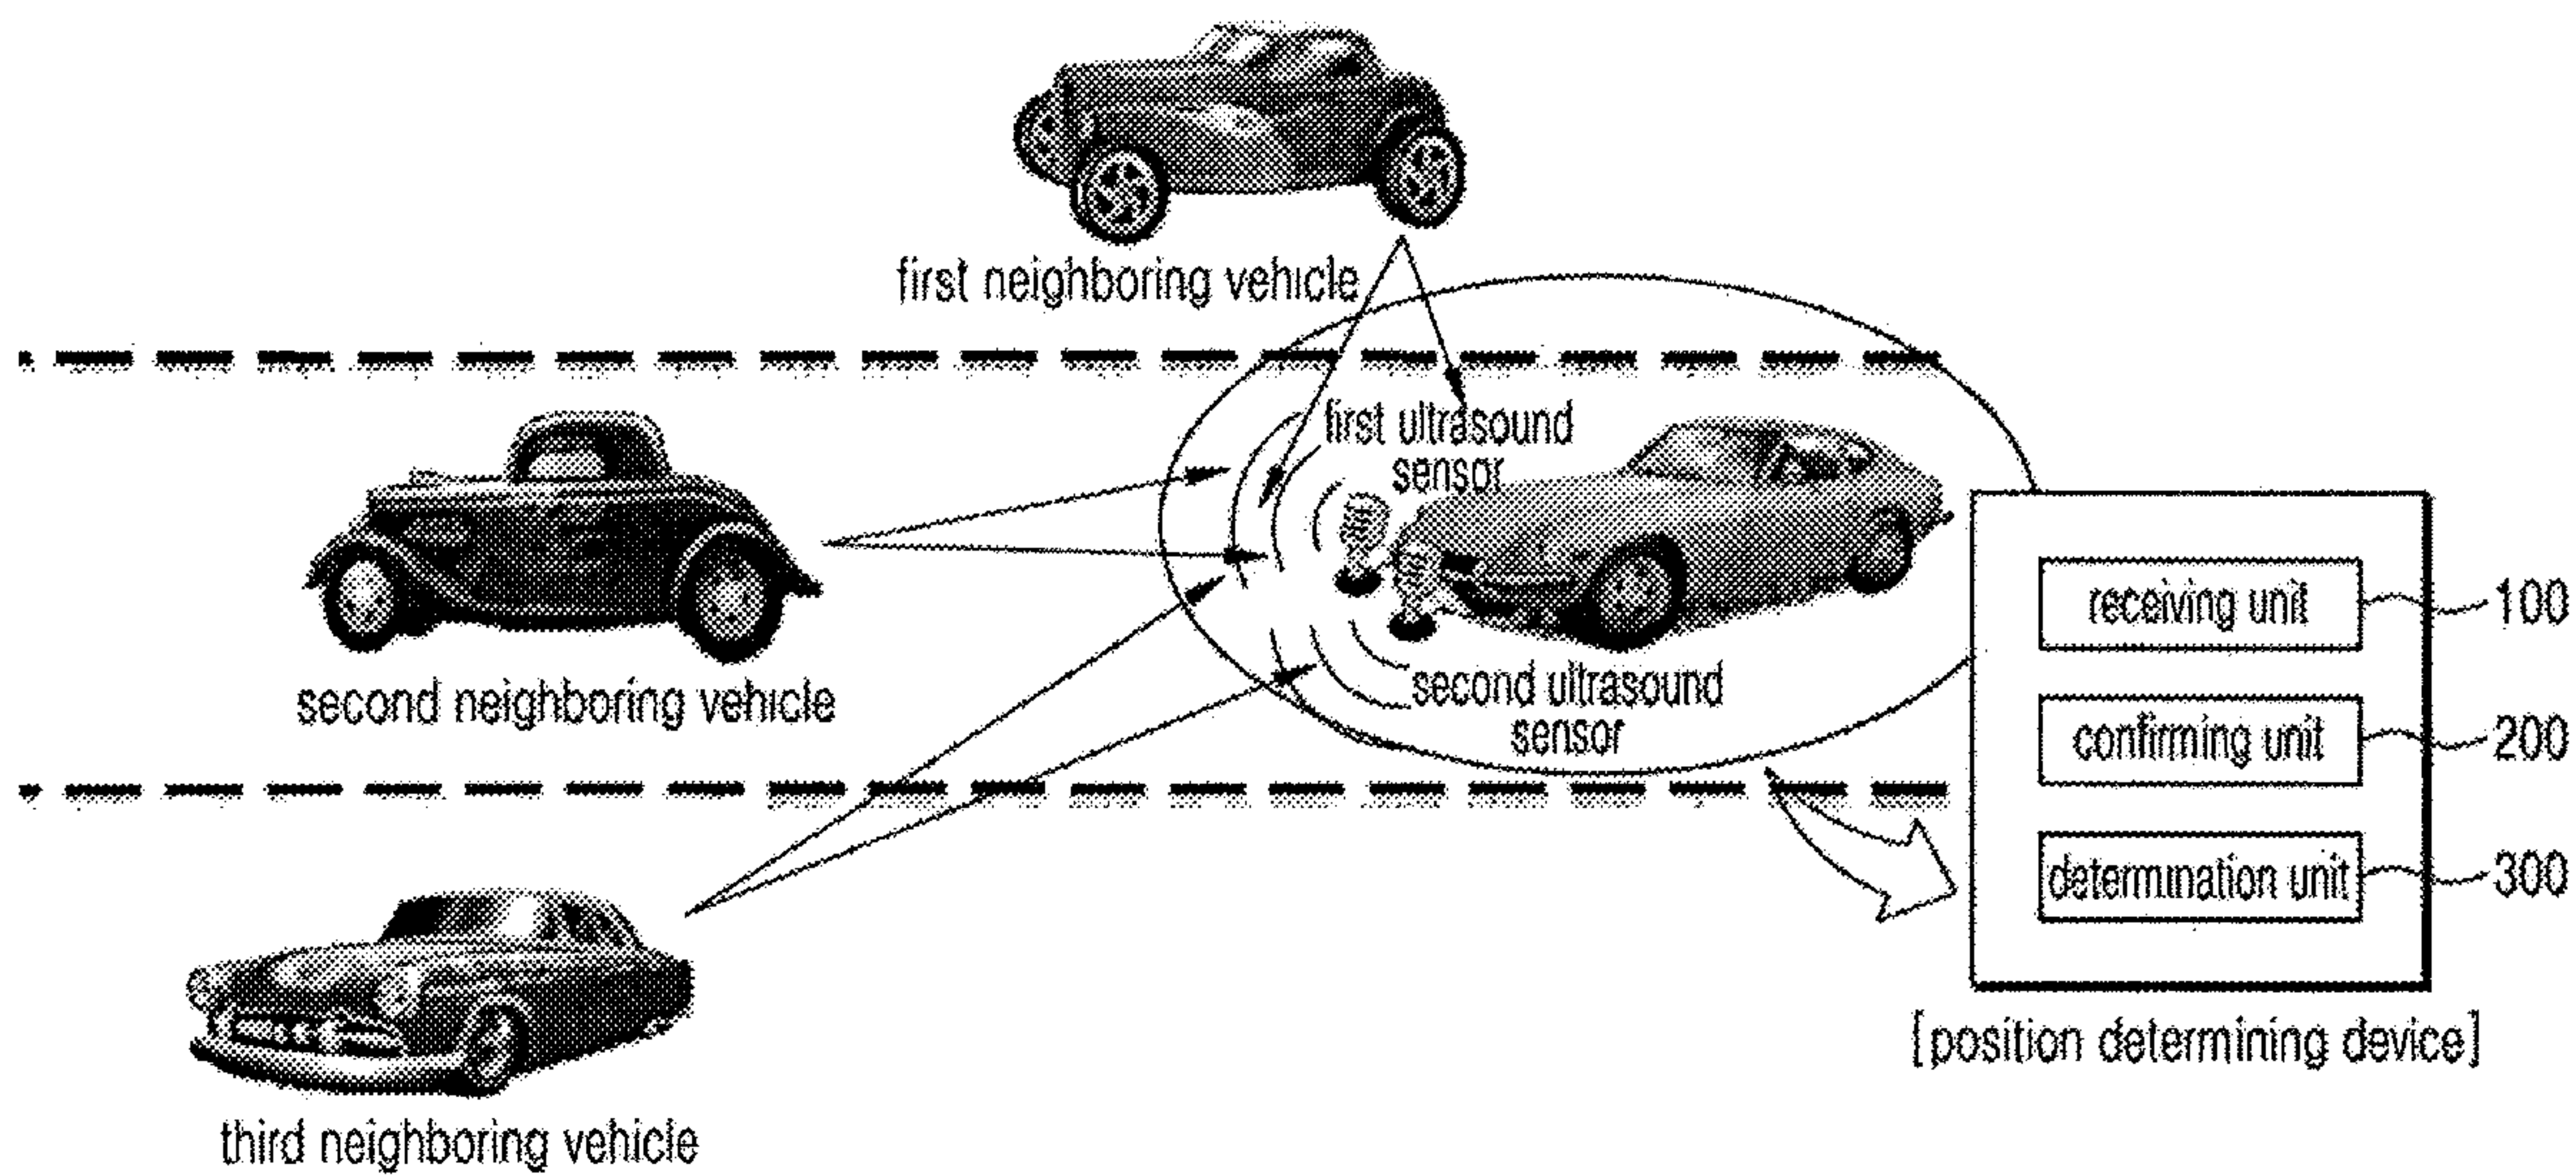 first neighboring vehicle
first ultrasound
sensor
receiving unit
100
second neighboring vehicle
second ultrasound
sensor
confirming unit
200
determination unit
300
[position determining device]
third neighboring vehicle